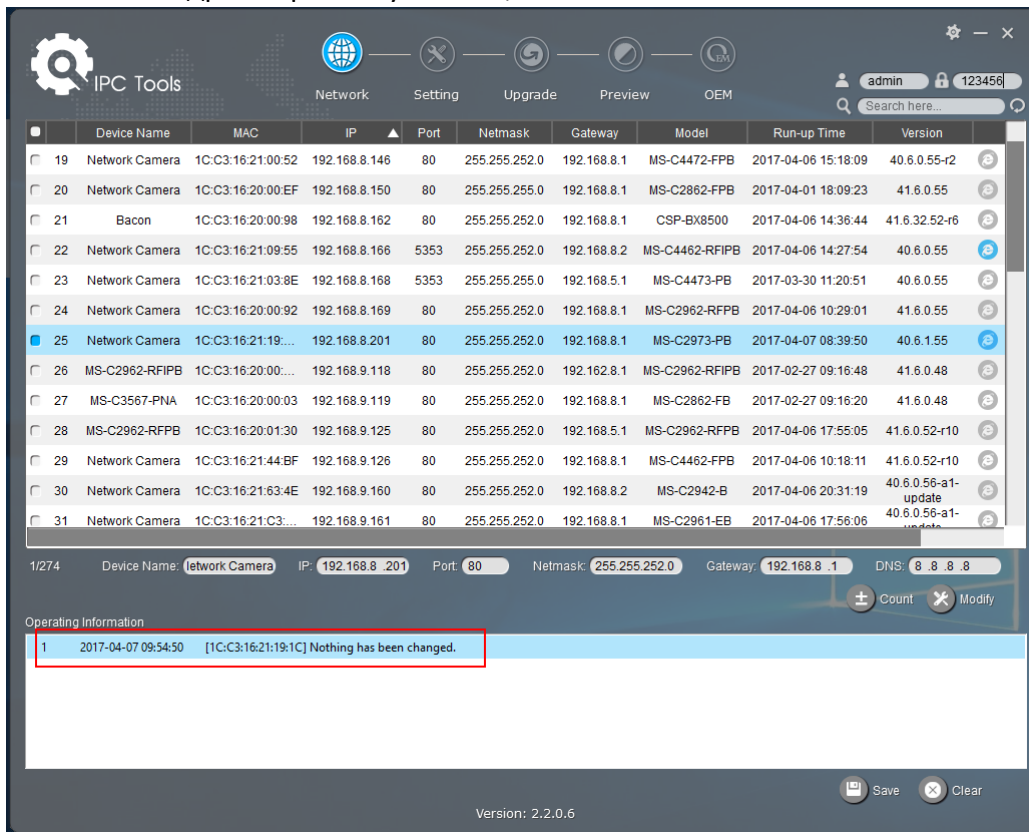 IPC Tools
Network Setting Upgrade Preview OEM
admin 123456
Search here...
Device Name MAC IP Port Netmask Gateway Model Run-up Time Version
19 Network Camera 1C:C3:16:21:00:52 192.168.8.146 80 255.255.252.0 192.168.8.1 MS-C4472-FPB 2017-04-06 15:18:09 40.6.0.55-r2
20 Network Camera 1C:C3:16:20:00:EF 192.168.8.150 80 255.255.255.0 192.168.8.1 MS-C2862-FPB 2017-04-01 18:09:23 41.6.0.55
21 Bacon 1C:C3:16:20:00:98 192.168.8.162 80 255.255.252.0 192.168.8.1 CSP-BX8500 2017-04-06 14:36:44 41.6.32.52-r6
22 Network Camera 1C:C3:16:21:09:55 192.168.8.166 5353 255.255.252.0 192.168.8.2 MS-C4462-RFIPB 2017-04-06 14:27:54 40.6.0.55
23 Network Camera 1C:C3:16:21:03:8E 192.168.8.168 5353 255.255.252.0 192.168.5.1 MS-C4473-PB 2017-03-30 11:20:51 40.6.0.55
24 Network Camera 1C:C3:16:20:00:92 192.168.8.169 80 255.255.252.0 192.168.8.1 MS-C2962-RFPB 2017-04-06 10:29:01 41.6.0.55
25 Network Camera 1C:C3:16:21:19:... 192.168.8.201 80 255.255.252.0 192.168.8.1 MS-C2973-PB 2017-04-07 08:39:50 40.6.1.55
26 MS-C2962-RFIPB 1C:C3:16:20:00:... 192.168.9.118 80 255.255.252.0 192.162.8.1 MS-C2962-RFIPB 2017-02-27 09:16:48 41.6.0.48
27 MS-C3567-PNA 1C:C3:16:20:00:03 192.168.9.119 80 255.255.252.0 192.168.8.1 MS-C2862-FB 2017-02-27 09:16:20 41.6.0.48
28 MS-C2962-RFPB 1C:C3:16:20:01:30 192.168.9.125 80 255.255.252.0 192.168.5.1 MS-C2962-RFPB 2017-04-06 17:55:05 41.6.0.52-r10
29 Network Camera 1C:C3:16:21:44:BF 192.168.9.126 80 255.255.252.0 192.168.8.1 MS-C4462-FPB 2017-04-06 10:18:11 41.6.0.52-r10
30 Network Camera 1C:C3:16:21:63:4E 192.168.9.160 80 255.255.252.0 192.168.8.2 MS-C2942-B 2017-04-06 20:31:19 40.6.0.56-a1-
update
31 Network Camera 1C:C3:16:21:C3:... 192.168.9.161 80 255.255.252.0 192.168.8.1 MS-C2961-EB 2017-04-06 17:56:06 40.6.0.56-a1-
1/274 Device Name: letwork Camera IP: 192.168.8 .201 Port: 80 Netmask: 255.255.252.0 Gateway: 192.168.8 .1 DNS: 8 .8 .8 .8
Count Modify
Operating Information
1 2017-04-07 09:54:50 [1C:C3:16:21:19:1C] Nothing has been changed.
Save Clear
Version: 2.2.0.6